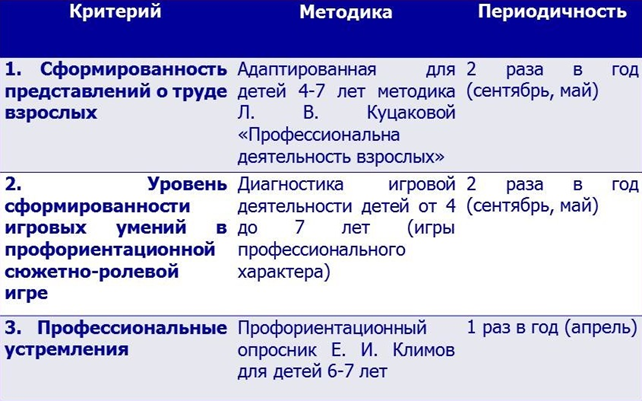 Критерий
Методика
Периодичность
1. Сформированность
представлений о труде
взрослых
Адаптированная для
детей 4-7 лет методика
Л. В. Куцаковой
«Профессиональна
деятельность взрослых»
2 раза в год
(сентябрь, май)
2. Уровень
сформированности
игровых умений в
профориентационной
сюжетно-ролевой
игре
Диагностика игровой
деятельности детей от 4
до 7 лет (игры
профессионального
характера)
2 раза в год
(сентябрь, май)
3. Профессиональные
устремления
Профориентационный
опросник Е. И. Климов
для детей 6-7 лет
1 раз в год (апрель)